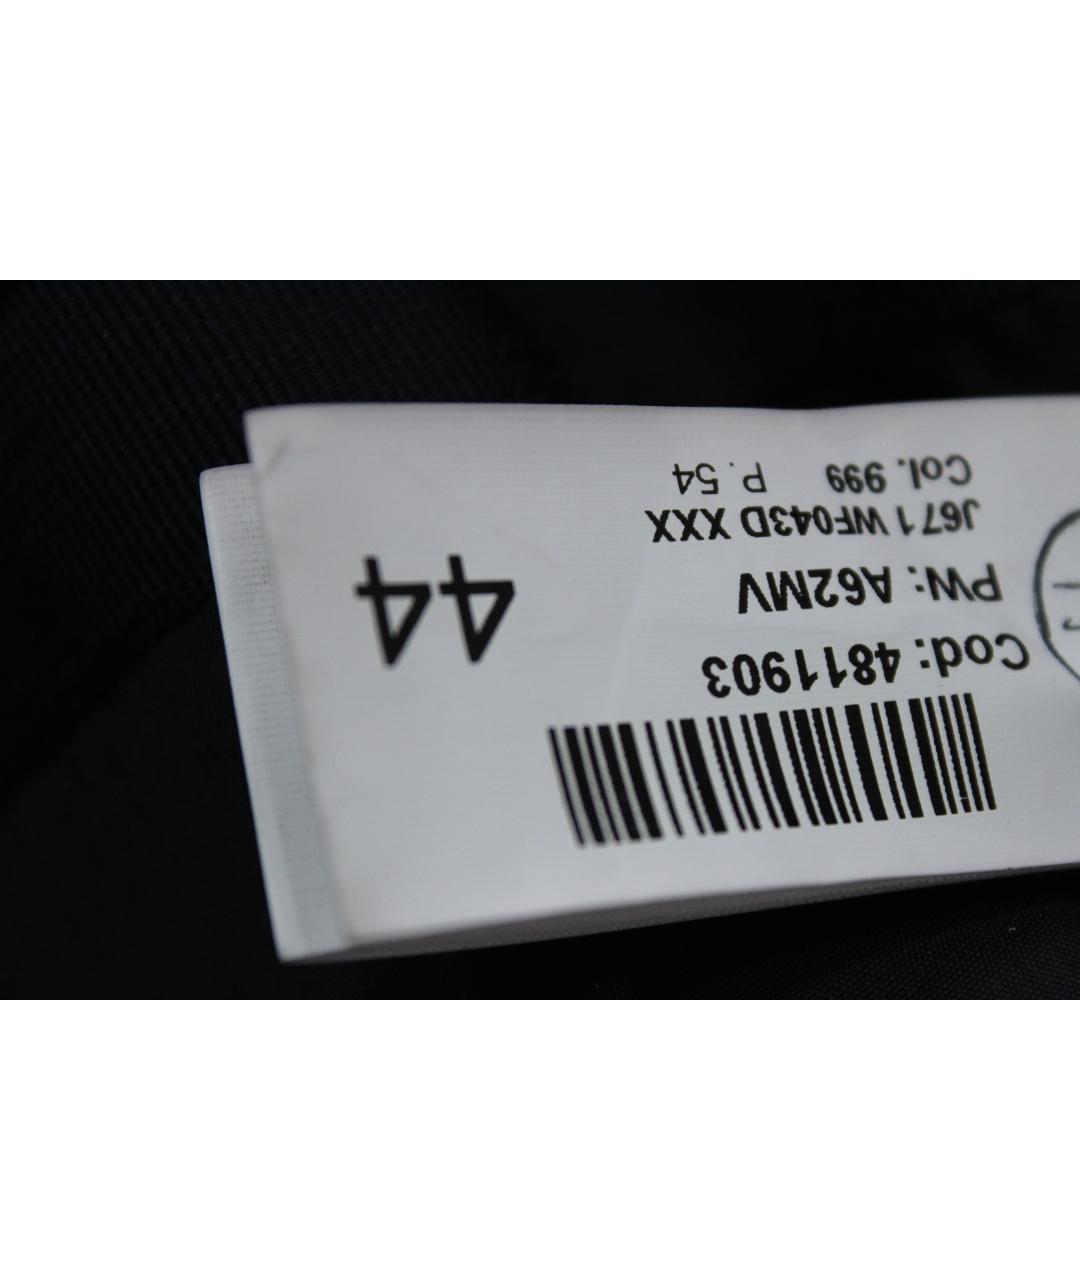 Cod: 4811903
PW: A62MV
J671 WF043D XXX
Col. 999 P. 54
44